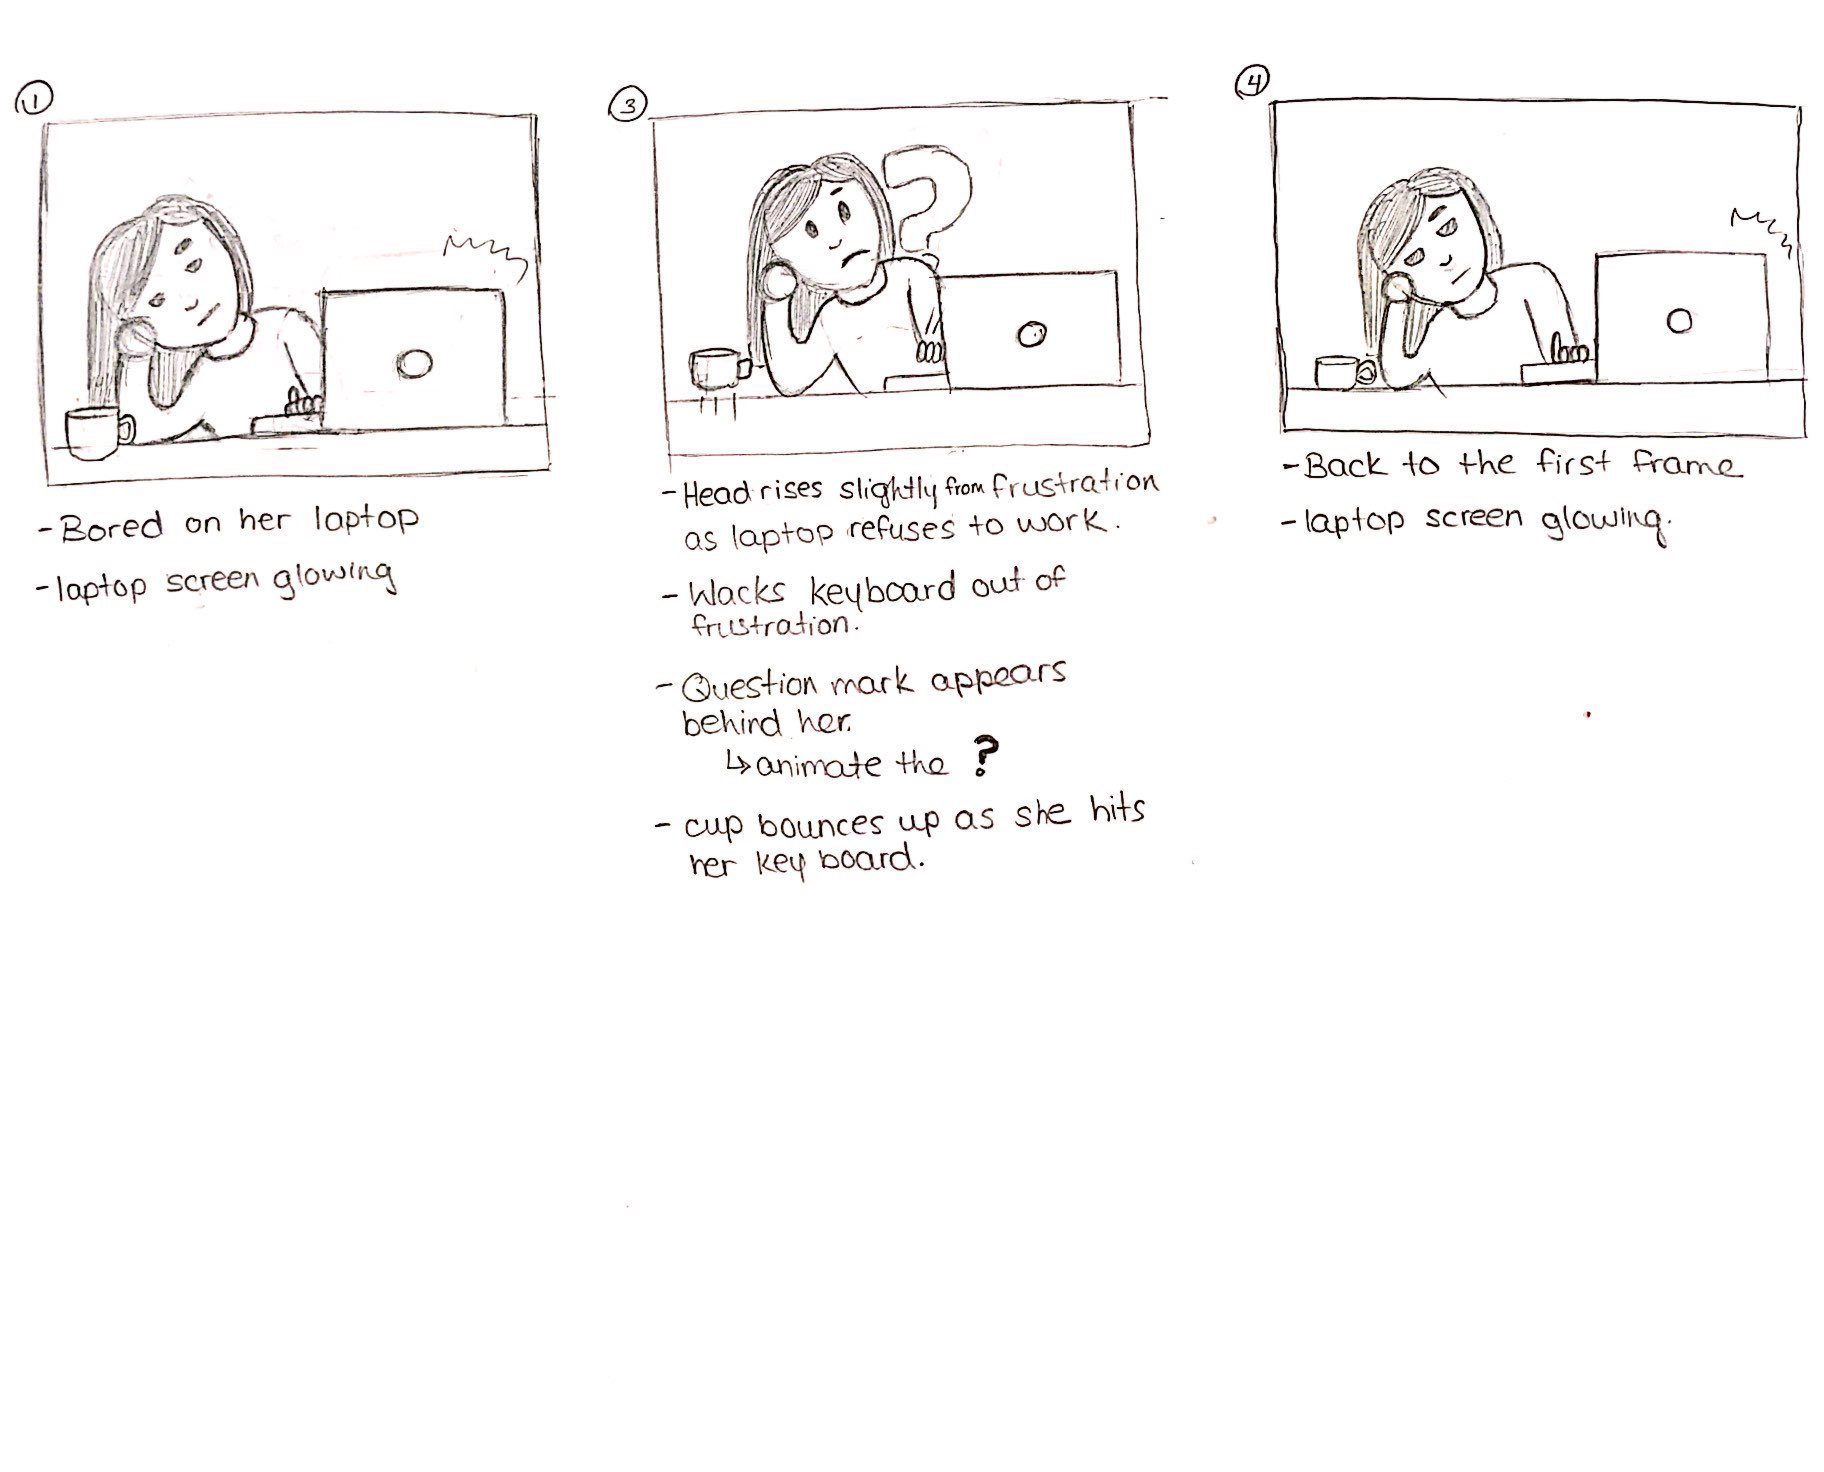 1
- Bored on her laptop
- laptop screen glowing
3
?
- Head rises slightly from frustration
as laptop refuses to work.
- Wacks keyboard out of
frustration.
- Question mark appears
behind her.
↳ animate the ?
- cup bounces up as she hits
her key board.
4
- Back to the first frame
- laptop screen glowing.